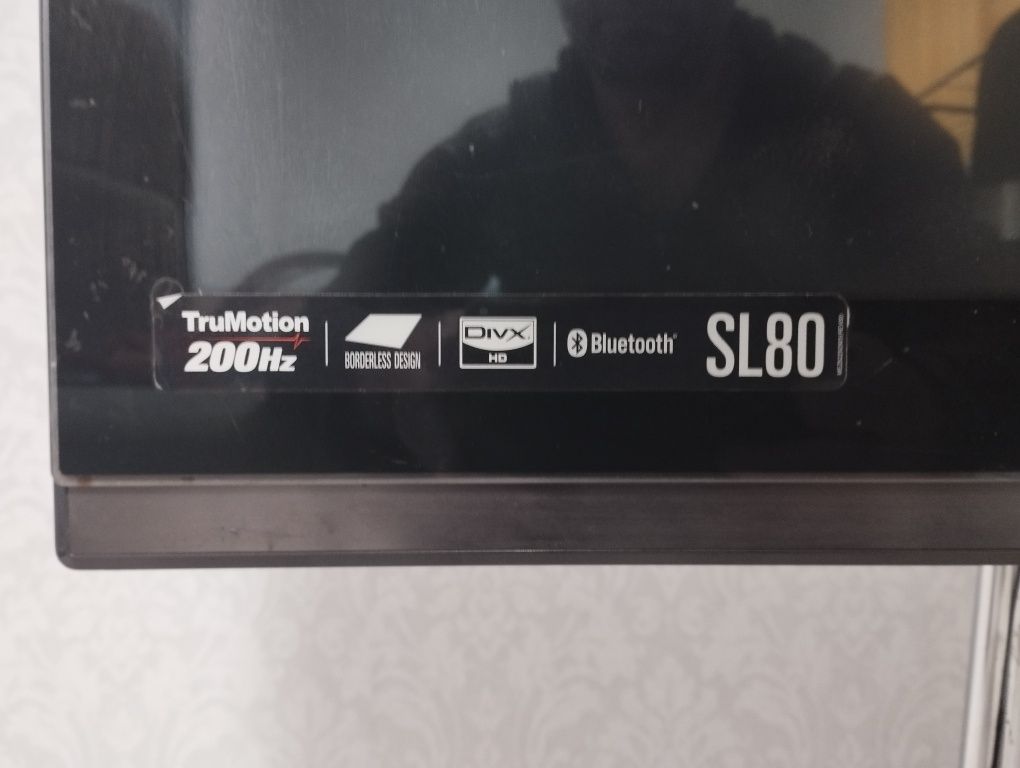 TruMotion
200Hz
BORDERLESS DESIGN
DIVX
HD
Bluetooth®
SL80